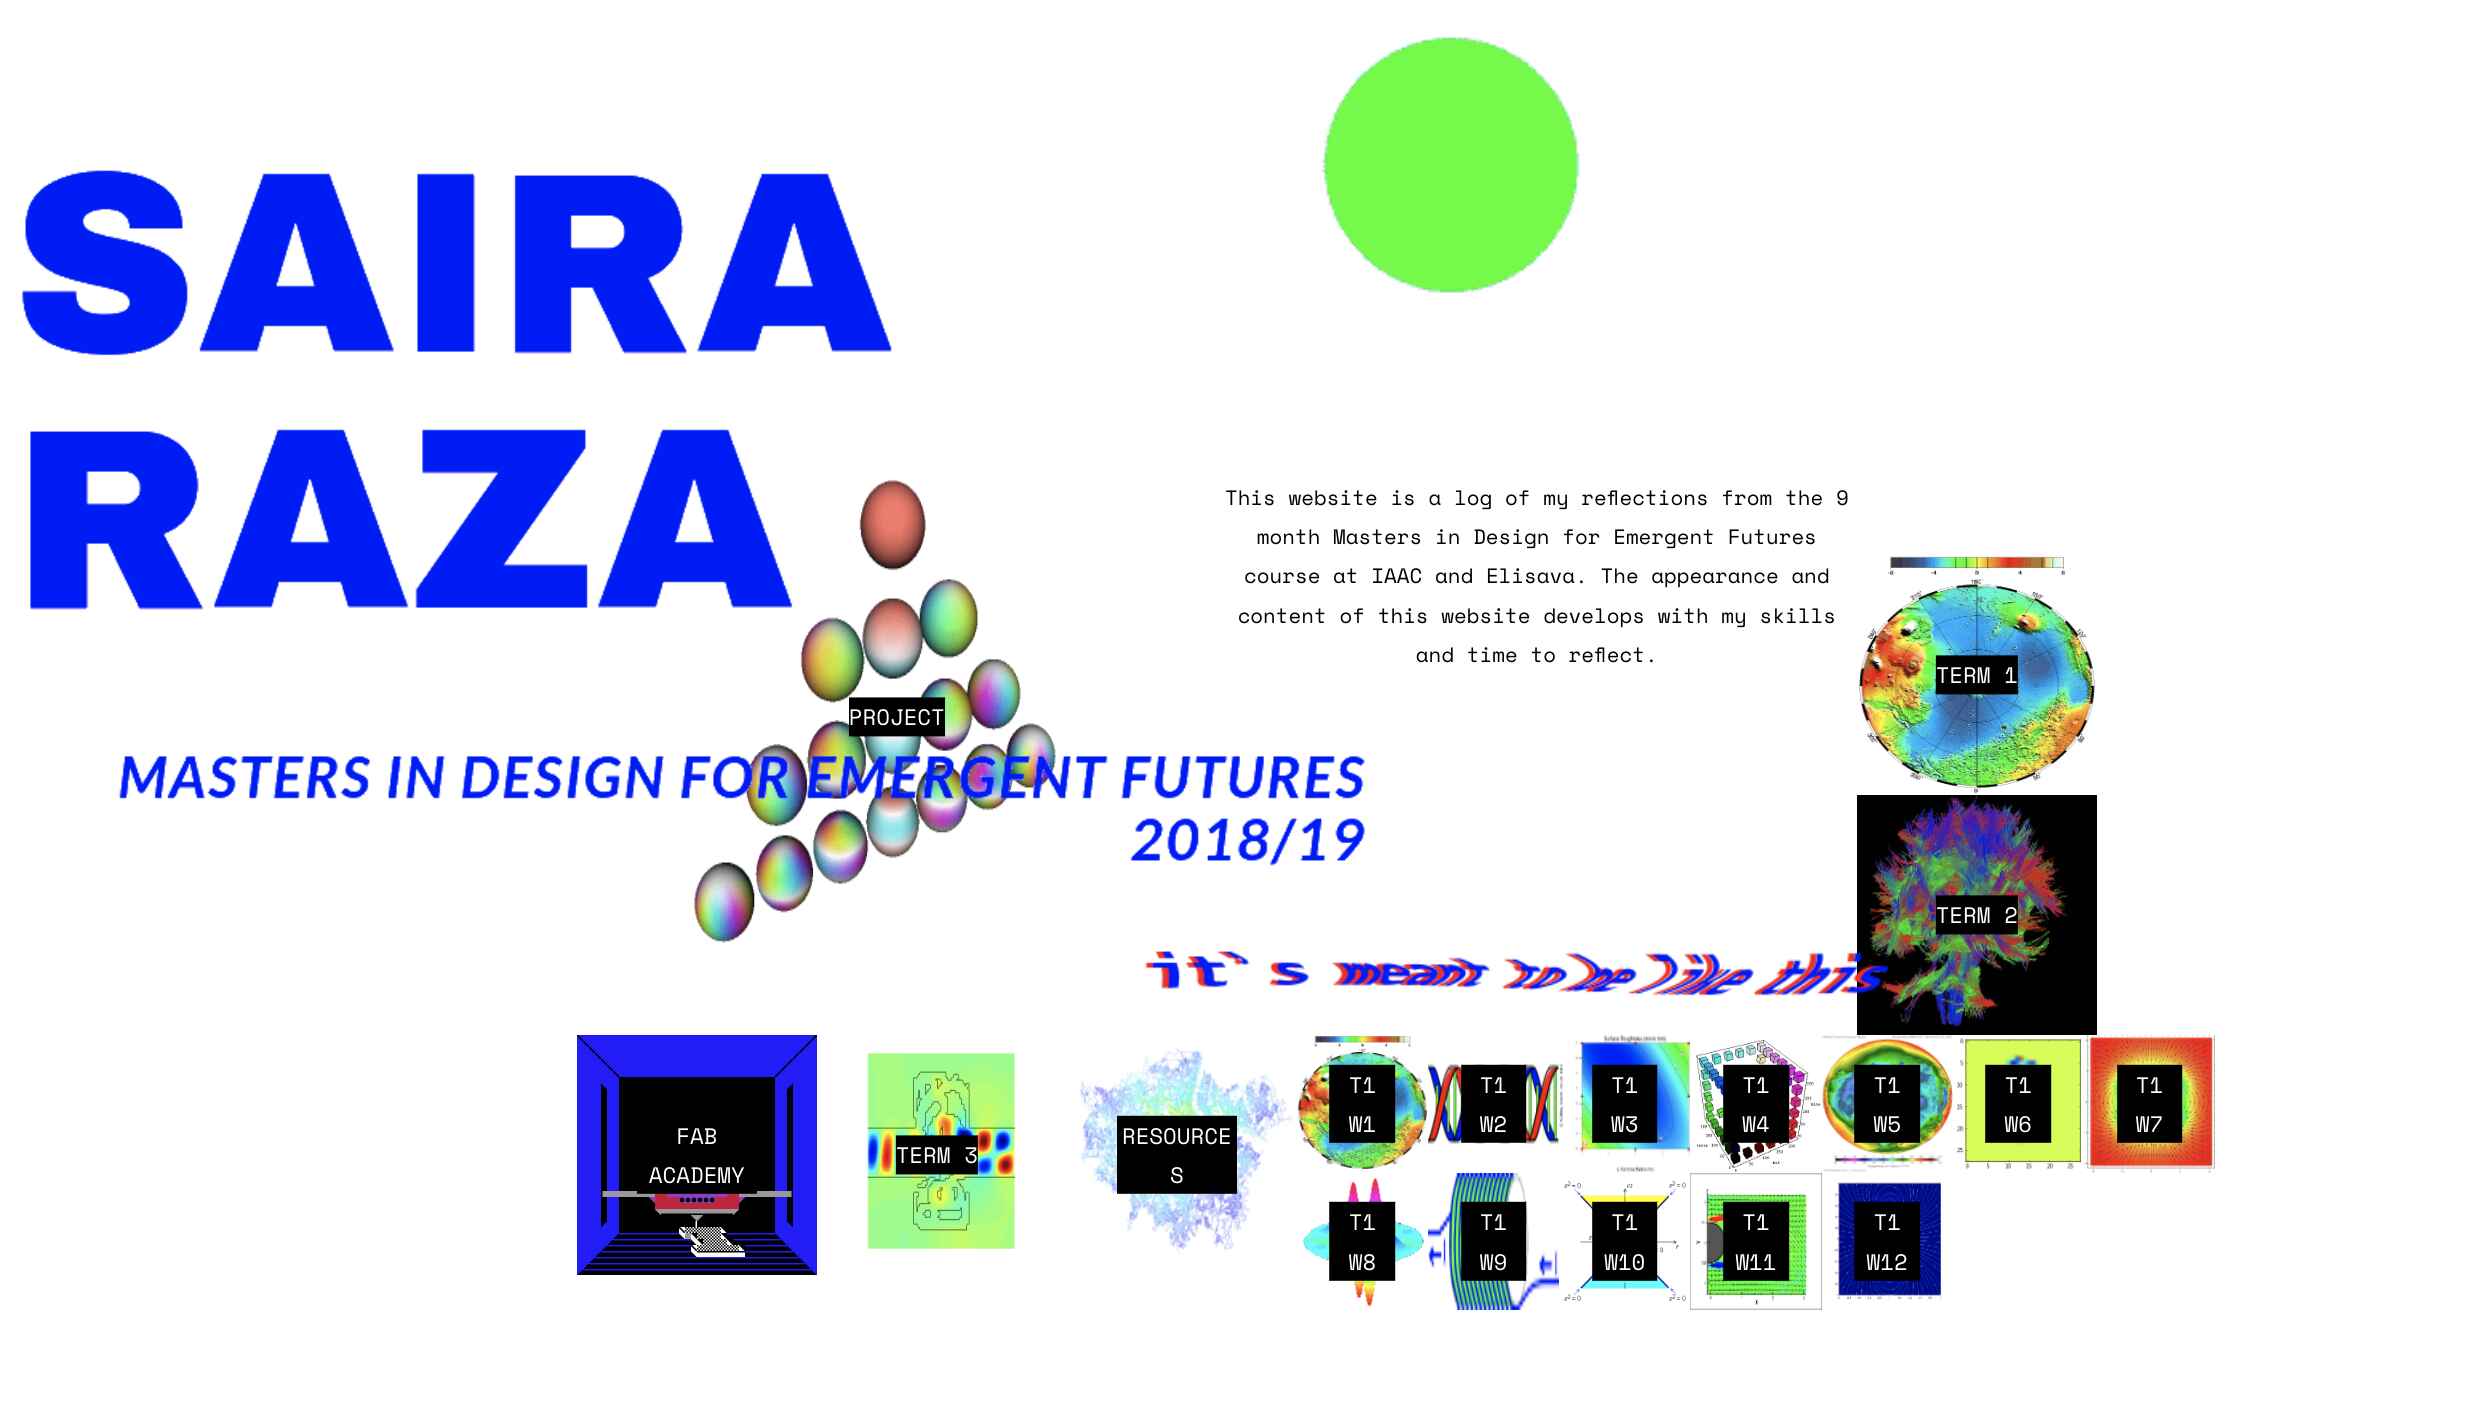 SAIRA
RAZA
This website is a log of my reflections from the 9
month Masters in Design for Emergent Futures
course at IAAC and Elisava. The appearance and
content of this website develops with my skills
and time to reflect.
TERM 1
PROJECT
MASTERS IN DESIGN FOR EMERGENT FUTURES
2018/19
TERM 2
it`s meant to be like this
FAB
ACADEMY
TERM 3
RESOURCE
S
T1
W1
T1
W2
T1
W3
T1
W4
T1
W5
T1
W6
T1
W7
T1
W8
T1
W9
T1
W10
T1
W11
T1
W12